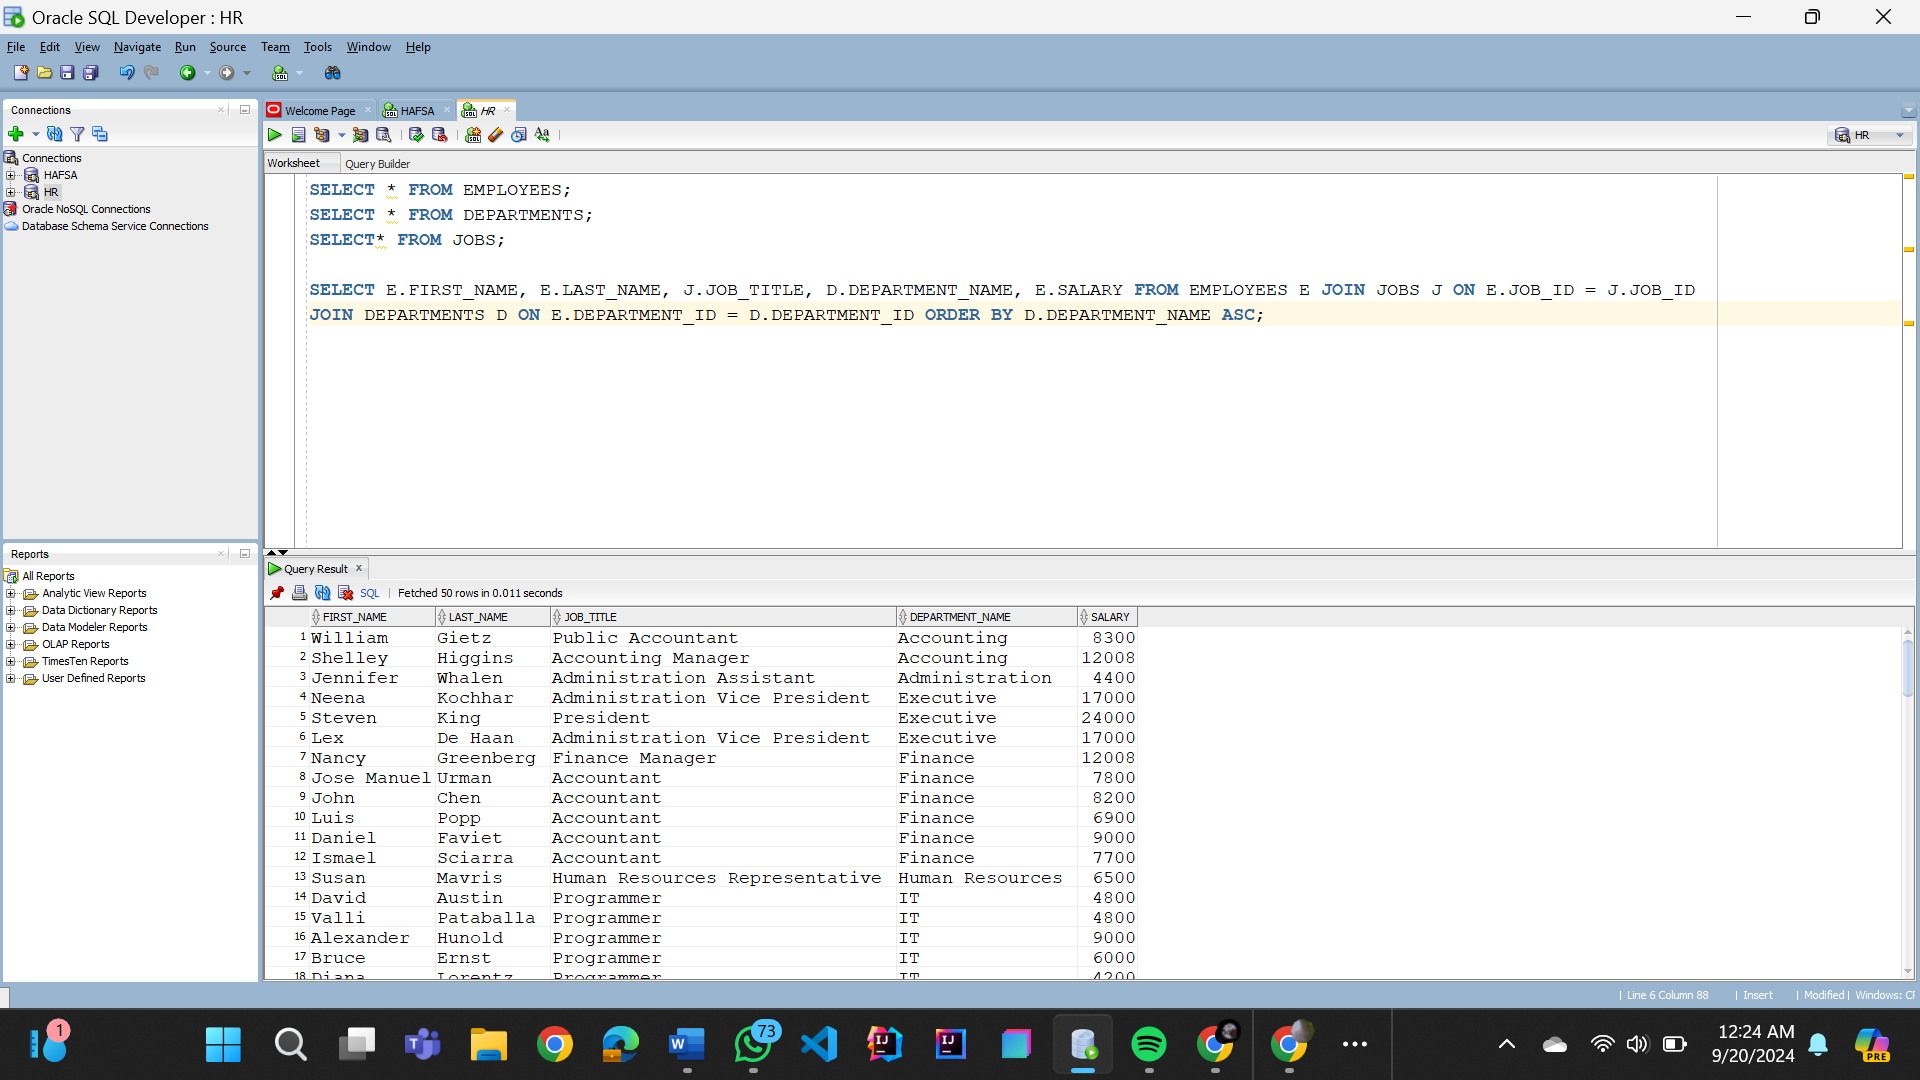 Oracle SQL Developer : HR
File Edit View Navigate Run Source Team Tools Window Help
Connections
Welcome Page HAFSA HR
HR
Connections
HAFSA
HR
Oracle NoSQL Connections
Database Schema Service Connections
Worksheet Query Builder
SELECT * FROM EMPLOYEES;
SELECT * FROM DEPARTMENTS;
SELECT* FROM JOBS;
SELECT E.FIRST_NAME, E.LAST_NAME, J.JOB_TITLE, D.DEPARTMENT_NAME, E.SALARY FROM EMPLOYEES E JOIN JOBS J ON E.JOB_ID = J.JOB_ID
JOIN DEPARTMENTS D ON E.DEPARTMENT_ID = D.DEPARTMENT_ID ORDER BY D.DEPARTMENT_NAME ASC;
Reports
All Reports
Analytic View Reports
Data Dictionary Reports
Data Modeler Reports
OLAP Reports
TimesTen Reports
User Defined Reports
Query Result
SQL | Fetched 50 rows in 0.011 seconds
FIRST_NAME LAST_NAME JOB_TITLE DEPARTMENT_NAME SALARY
1 William Gietz Public Accountant Accounting 8300
2 Shelley Higgins Accounting Manager Accounting 12008
3 Jennifer Whalen Administration Assistant Administration 4400
4 Neena Kochhar Administration Vice President Executive 17000
5 Steven King President Executive 24000
6 Lex De Haan Administration Vice President Executive 17000
7 Nancy Greenberg Finance Manager Finance 12008
8 Jose Manuel Urman Accountant Finance 7800
9 John Chen Accountant Finance 8200
10 Luis Popp Accountant Finance 6900
11 Daniel Faviet Accountant Finance 9000
12 Ismael Sciarra Accountant Finance 7700
13 Susan Mavris Human Resources Representative Human Resources 6500
14 David Austin Programmer IT 4800
15 Valli Pataballa Programmer IT 4800
16 Alexander Hunold Programmer IT 9000
17 Bruce Ernst Programmer IT 6000
18 Diana Lorentz Programmer IT 4200
| Line 6 Column 88 | Insert | Modified | Windows: CF
1
73
12:24 AM
9/20/2024
PRE